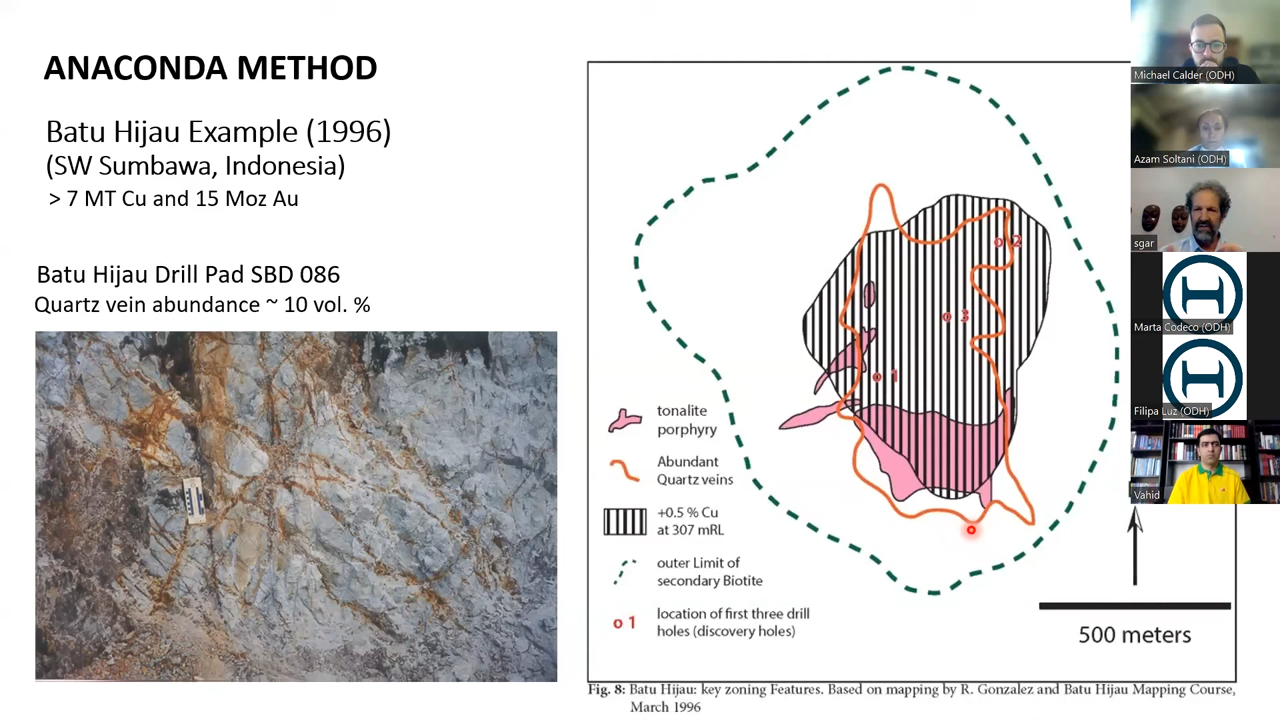 ANACONDA METHOD
Batu Hijau Example (1996)
(SW Sumbawa, Indonesia)
> 7 MT Cu and 15 Moz Au
Batu Hijau Drill Pad SBD 086
Quartz vein abundance ~ 10 vol. %
o 2
o 3
o 1
tonalite
porphyry
Abundant
Quartz veins
+0.5 % Cu
at 307 mRL
outer Limit of
secondary Biotite
o 1
location of first three drill
holes (discovery holes)
500 meters
Fig. 8: Batu Hijau: key zoning Features. Based on mapping by R. Gonzalez and Batu Hijau Mapping Course,
March 1996
Michael Calder (ODH)
Azam Soltani (ODH)
sgar
Marta Codeco (ODH)
Filipa Luz (ODH)
Vahid